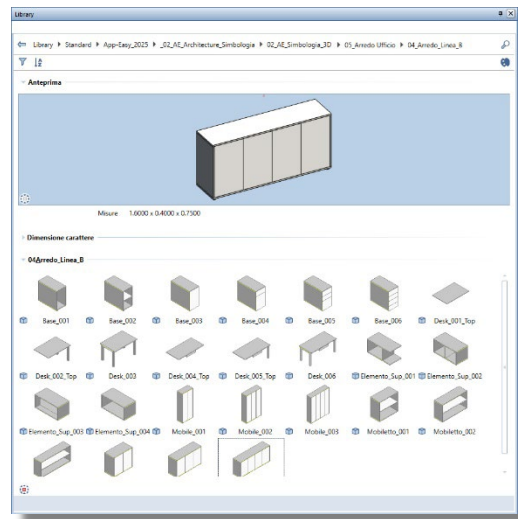 Library
Library Standard App-Easy_2025 _02_AE_Architecture_Simbologia 02_AE_Simbologia_3D 05_Arredo Ufficio 04_Arredo_Linea_B
Anteprima
Misure 1.6000 x 0.4000 x 0.7500
Dimensione carattere
04_Arredo_Linea_B
Base_001 Base_002 Base_003 Base_004 Base_005 Base_006 Desk_001_Top
Desk_002_Top Desk_003 Desk_004_Top Desk_005_Top Desk_006 Elemento_Sup_001 Elemento_Sup_002
Elemento_Sup_003 Elemento_Sup_004 Mobile_001 Mobile_002 Mobile_003 Mobiletto_001 Mobiletto_002